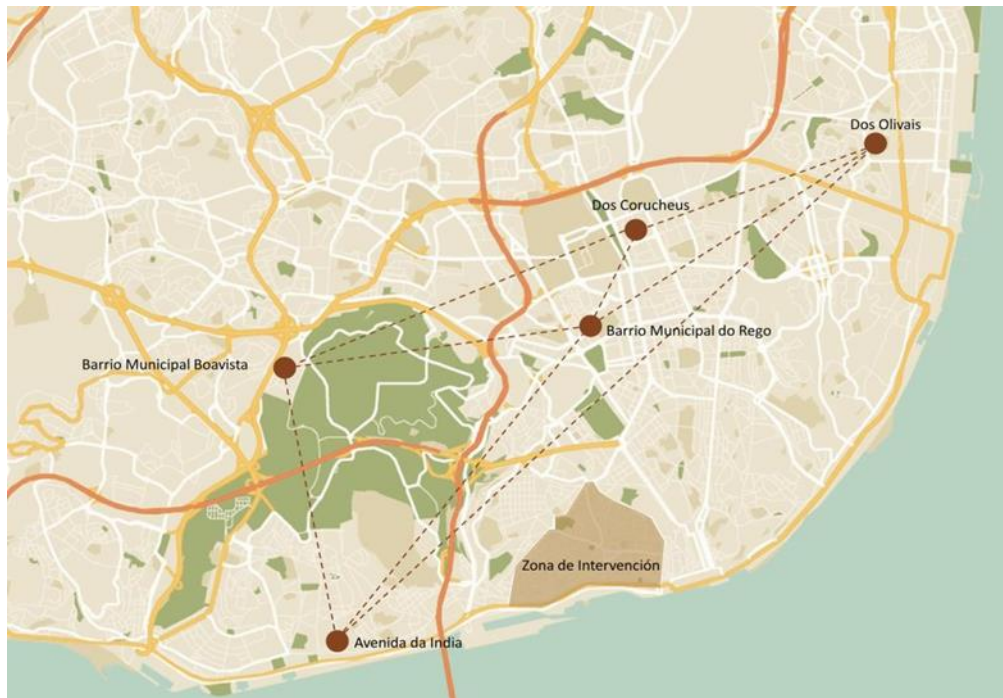 Dos Olivais
Dos Corucheus
Barrio Municipal do Rego
Barrio Municipal Boavista
Zona de Intervención
Avenida da India